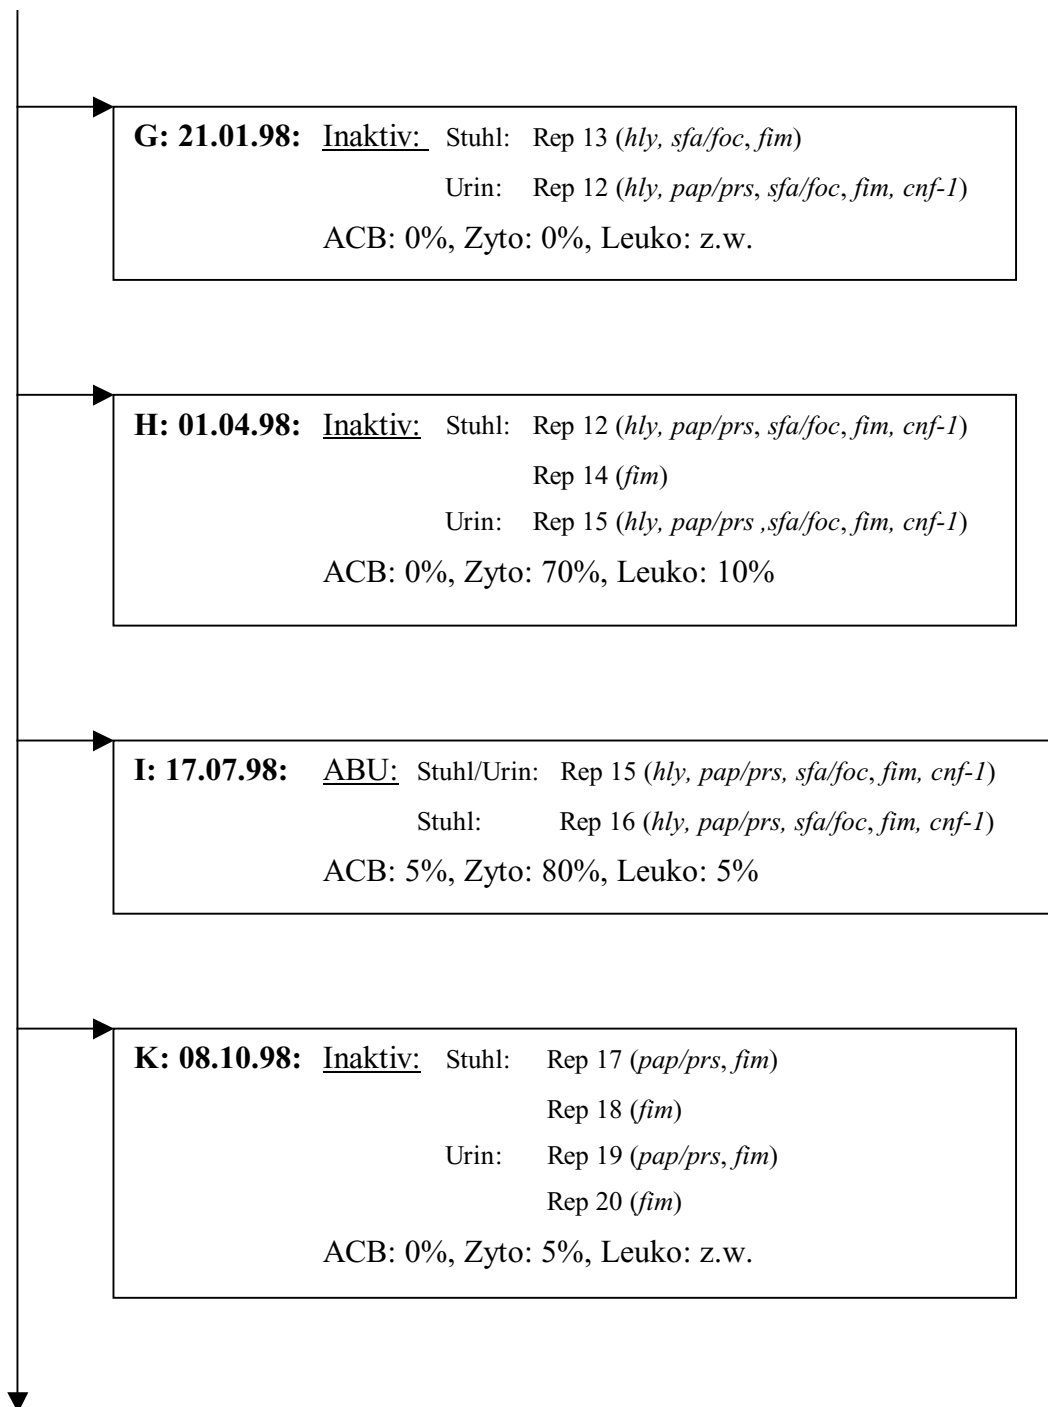 G: 21.01.98: Inaktiv: Stuhl: Rep 13 (hly, sfa/foc, fim)
Urin: Rep 12 (hly, pap/prs, sfa/foc, fim, cnf-1)
ACB: 0%, Zyto: 0%, Leuko: z.w.
H: 01.04.98: Inaktiv: Stuhl: Rep 12 (hly, pap/prs, sfa/foc, fim, cnf-1)
Rep 14 (fim)
Urin: Rep 15 (hly, pap/prs ,sfa/foc, fim, cnf-1)
ACB: 0%, Zyto: 70%, Leuko: 10%
I: 17.07.98: ABU: Stuhl/Urin: Rep 15 (hly, pap/prs, sfa/foc, fim, cnf-1)
Stuhl: Rep 16 (hly, pap/prs, sfa/foc, fim, cnf-1)
ACB: 5%, Zyto: 80%, Leuko: 5%
K: 08.10.98: Inaktiv: Stuhl: Rep 17 (pap/prs, fim)
Rep 18 (fim)
Urin: Rep 19 (pap/prs, fim)
Rep 20 (fim)
ACB: 0%, Zyto: 5%, Leuko: z.w.